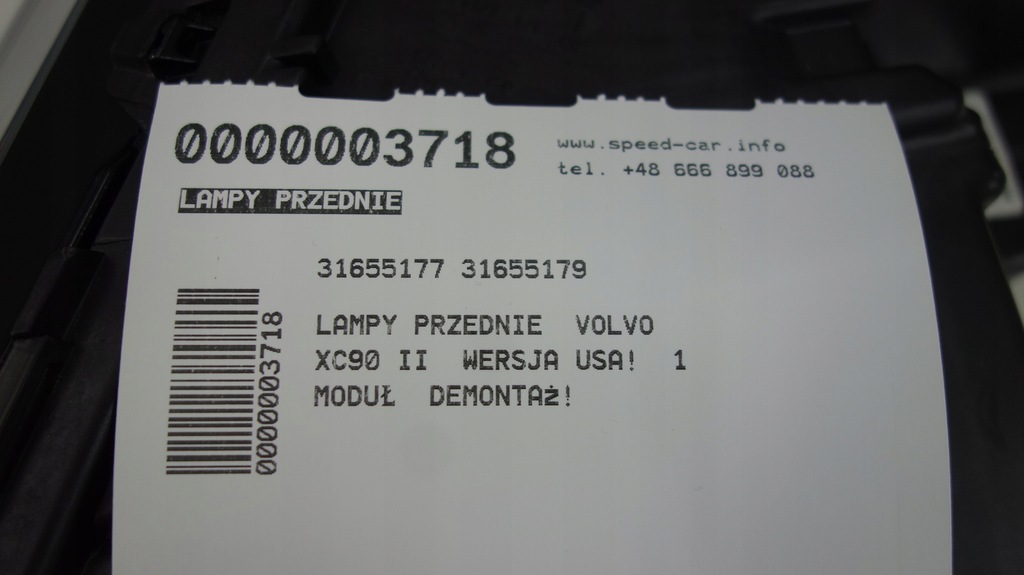 0000003718
www.speed-car.info
tel. +48 666 899 088
LAMPY PRZEDNIE
31655177 31655179
LAMPY PRZEDNIE VOLVO
XC90 II WERSJA USA! 1
MODUŁ DEMONTAż!
0000003718